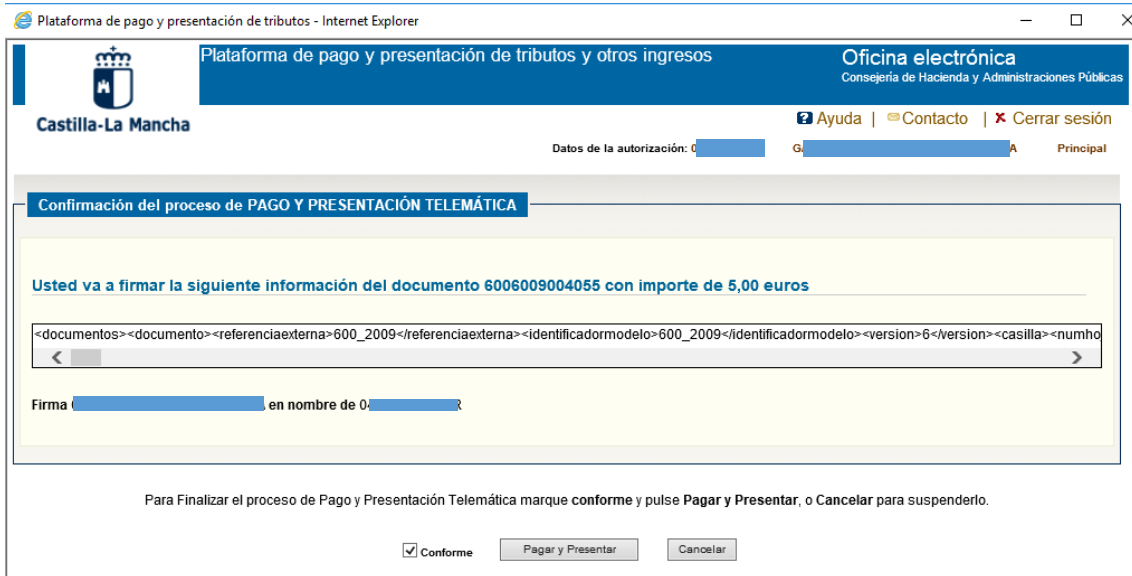 Plataforma de pago y presentación de tributos - Internet Explorer
Plataforma de pago y presentación de tributos y otros ingresos
Oficina electrónica
Consejería de Hacienda y Administraciones Públicas
Castilla-La Mancha
Ayuda | Contacto | Cerrar sesión
Datos de la autorización: 0 G A Principal
Confirmación del proceso de PAGO Y PRESENTACIÓN TELEMÁTICA
Usted va a firmar la siguiente información del documento 6006009004055 con importe de 5,00 euros
<documentos><documento><referenciaexterna>600_2009</referenciaexterna><identificadormodelo>600_2009</identificadormodelo><version>6</version><casilla><numho
Firma en nombre de 04 R
Para Finalizar el proceso de Pago y Presentación Telemática marque conforme y pulse Pagar y Presentar, o Cancelar para suspenderlo.
Conforme Pagar y Presentar Cancelar